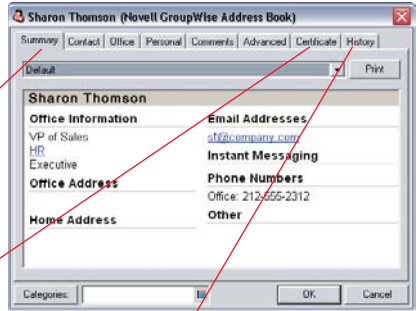 Sharon Thomson (Novell GroupWise Address Book)
Summary Contact Office Personal Comments Advanced Certificate History
Default Print
Sharon Thomson
Office Information Email Addresses
VP of Sales st@company.com
HR
Executive Instant Messaging
Office Address Phone Numbers
Office: 212-555-2312
Home Address Other
Categories: OK Cancel